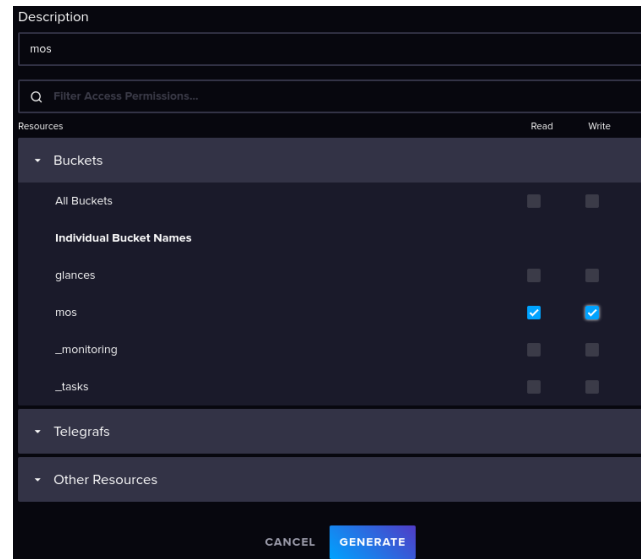 Description
mos
Filter Access Permissions...
Resources Read Write
Buckets
All Buckets
Individual Bucket Names
glances
mos
_monitoring
_tasks
Telegrafs
Other Resources
CANCEL GENERATE